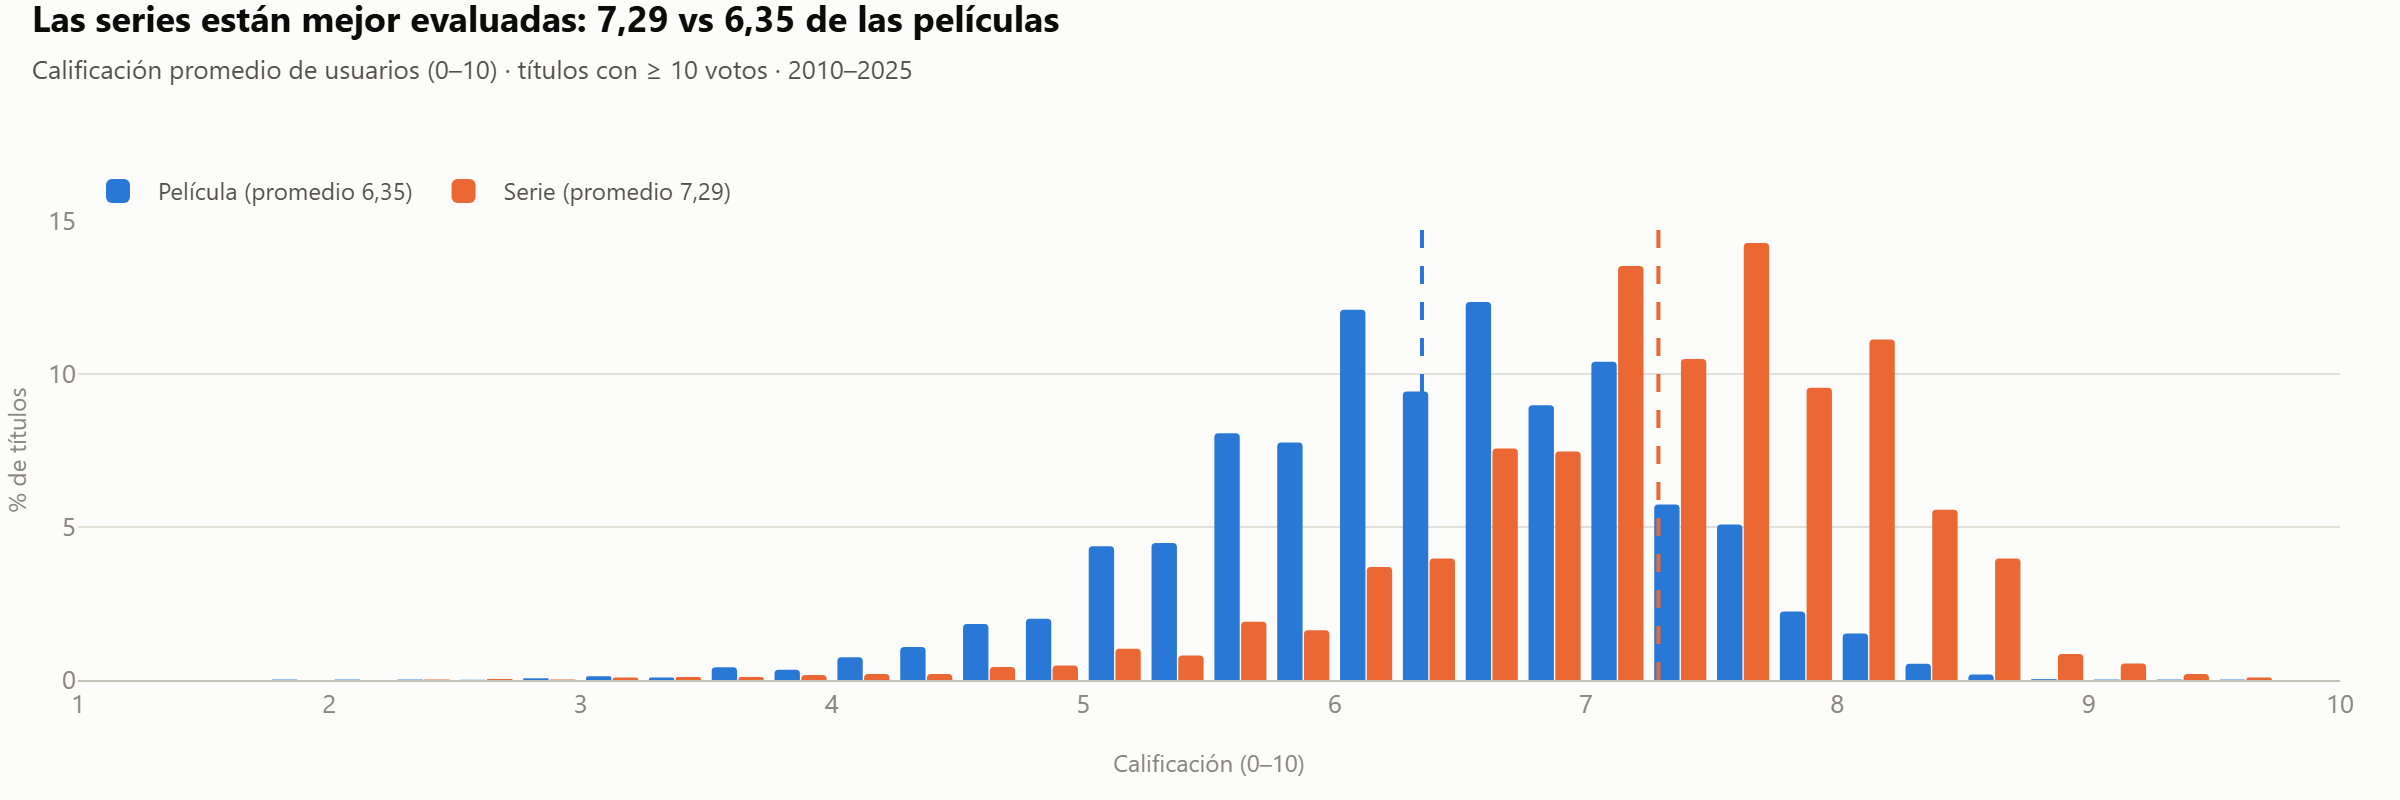 Las series están mejor evaluadas: 7,29 vs 6,35 de las películas
Calificación promedio de usuarios (0–10) · títulos con ≥ 10 votos · 2010–2025
Película (promedio 6,35)
Serie (promedio 7,29)
15
10
5
0
% de títulos
1
2
3
4
5
6
7
8
9
10
Calificación (0–10)